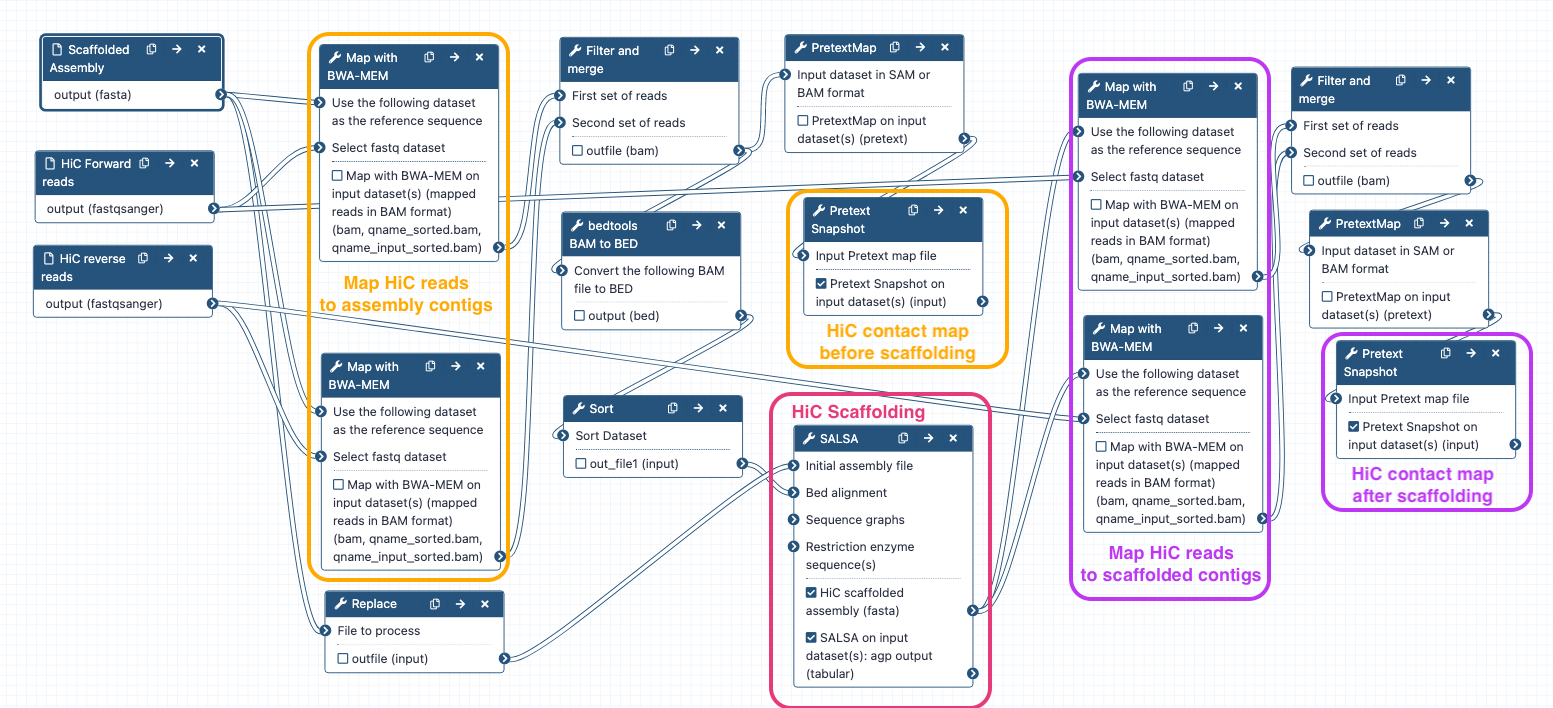 Scaffolded
Assembly
output (fasta)
HiC Forward
reads
output (fastqsanger)
HiC reverse
reads
output (fastqsanger)
Map with
BWA-MEM
Use the following dataset
as the reference sequence
Select fastq dataset
Map with BWA-MEM on
input dataset(s) (mapped
reads in BAM format)
(bam, qname_sorted.bam,
qname_input_sorted.bam)
Map HiC reads
to assembly contigs
Map with
BWA-MEM
Use the following dataset
as the reference sequence
Select fastq dataset
Map with BWA-MEM on
input dataset(s) (mapped
reads in BAM format)
(bam, qname_sorted.bam,
qname_input_sorted.bam)
Replace
File to process
outfile (input)
Filter and
merge
First set of reads
Second set of reads
outfile (bam)
bedtools
BAM to BED
Convert the following BAM
file to BED
output (bed)
Sort
Sort Dataset
out_file1 (input)
PretextMap
Input dataset in SAM or
BAM format
PretextMap on input
dataset(s) (pretext)
Pretext
Snapshot
Input Pretext map file
Pretext Snapshot on
input dataset(s) (input)
HiC contact map
before scaffolding
HiC Scaffolding
SALSA
Initial assembly file
Bed alignment
Sequence graphs
Restriction enzyme
sequence(s)
HiC scaffolded
assembly (fasta)
SALSA on input
dataset(s): agp output
(tabular)
Map with
BWA-MEM
Use the following dataset
as the reference sequence
Select fastq dataset
Map with BWA-MEM on
input dataset(s) (mapped
reads in BAM format)
(bam, qname_sorted.bam,
qname_input_sorted.bam)
Map with
BWA-MEM
Use the following dataset
as the reference sequence
Select fastq dataset
Map with BWA-MEM on
input dataset(s) (mapped
reads in BAM format)
(bam, qname_sorted.bam,
qname_input_sorted.bam)
Map HiC reads
to scaffolded contigs
Filter and
merge
First set of reads
Second set of reads
outfile (bam)
PretextMap
Input dataset in SAM or
BAM format
PretextMap on input
dataset(s) (pretext)
Pretext
Snapshot
Input Pretext map file
Pretext Snapshot on
input dataset(s) (input)
HiC contact map
after scaffolding